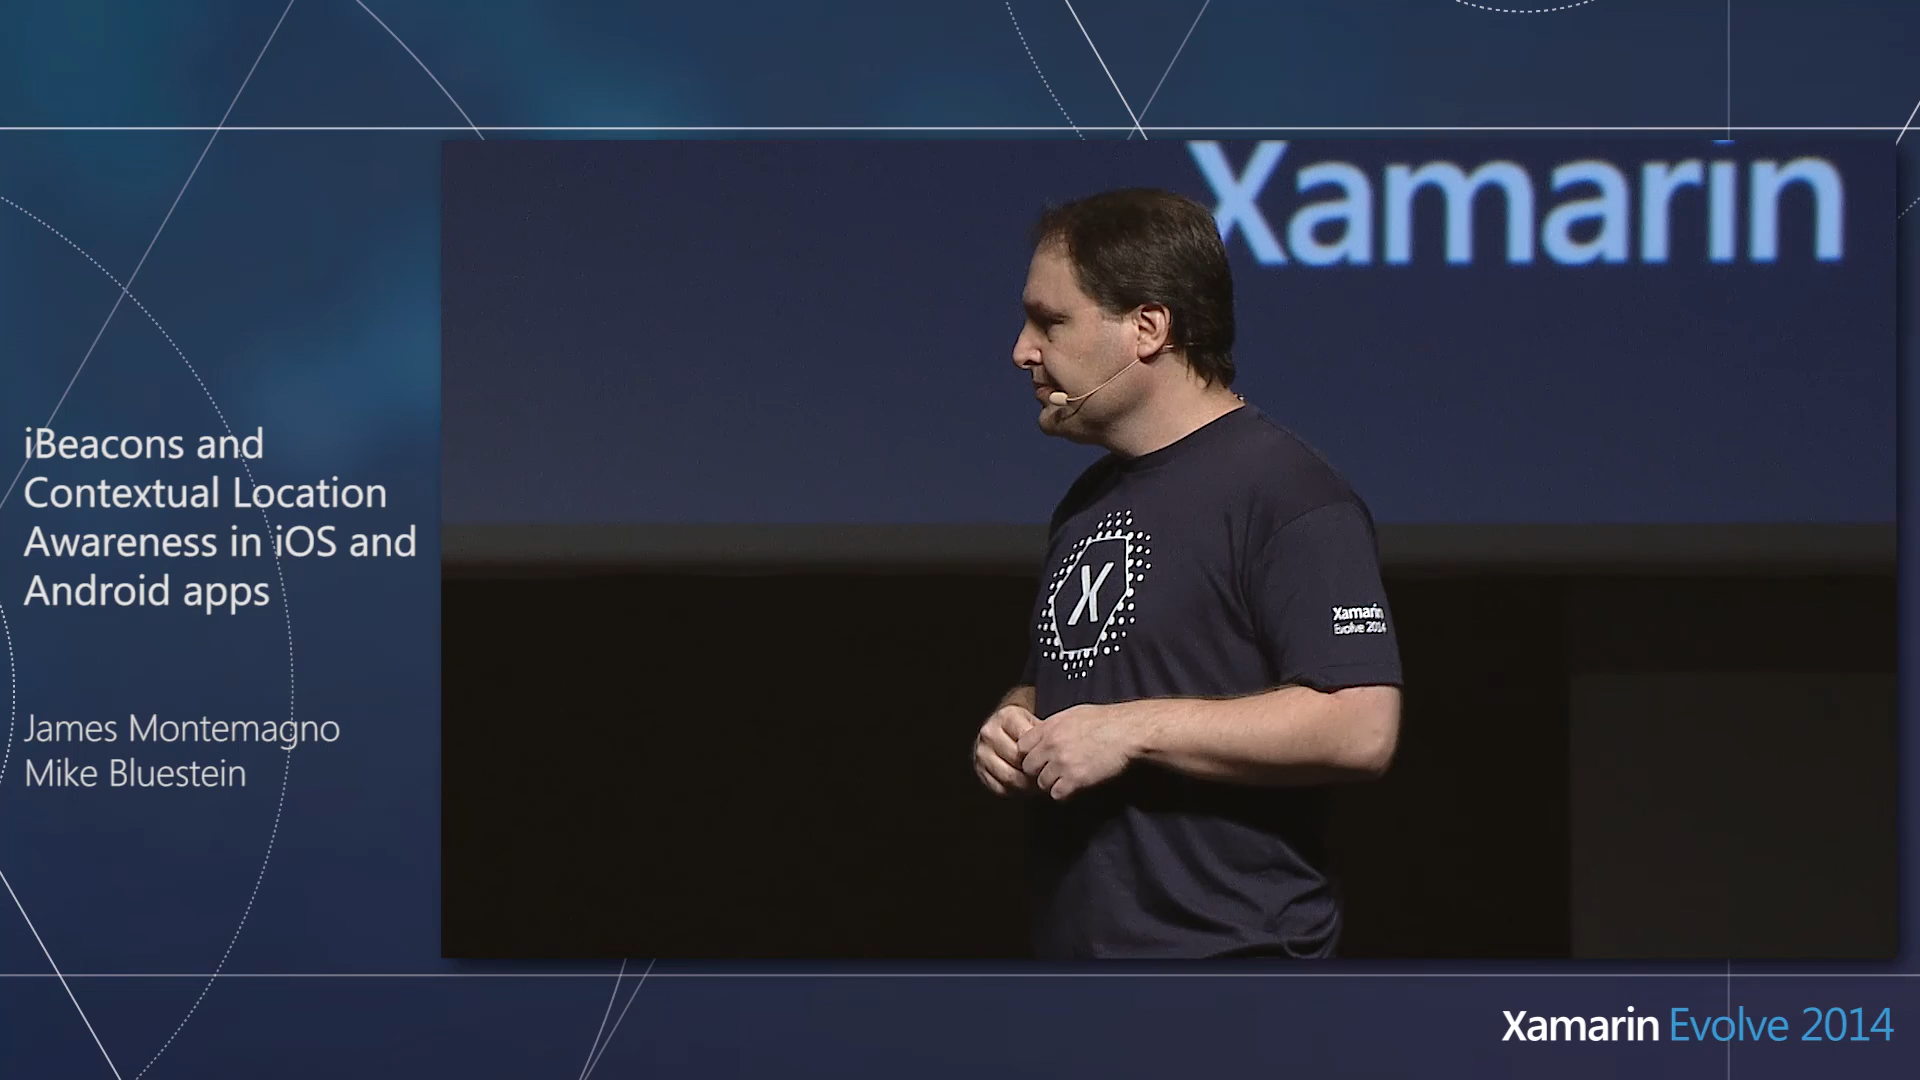 Xamarin
iBeacons and
Contextual Location
Awareness in iOS and
Android apps
X
Xamarin
Evolve 2014
James Montemagno
Mike Bluestein
Xamarin Evolve 2014